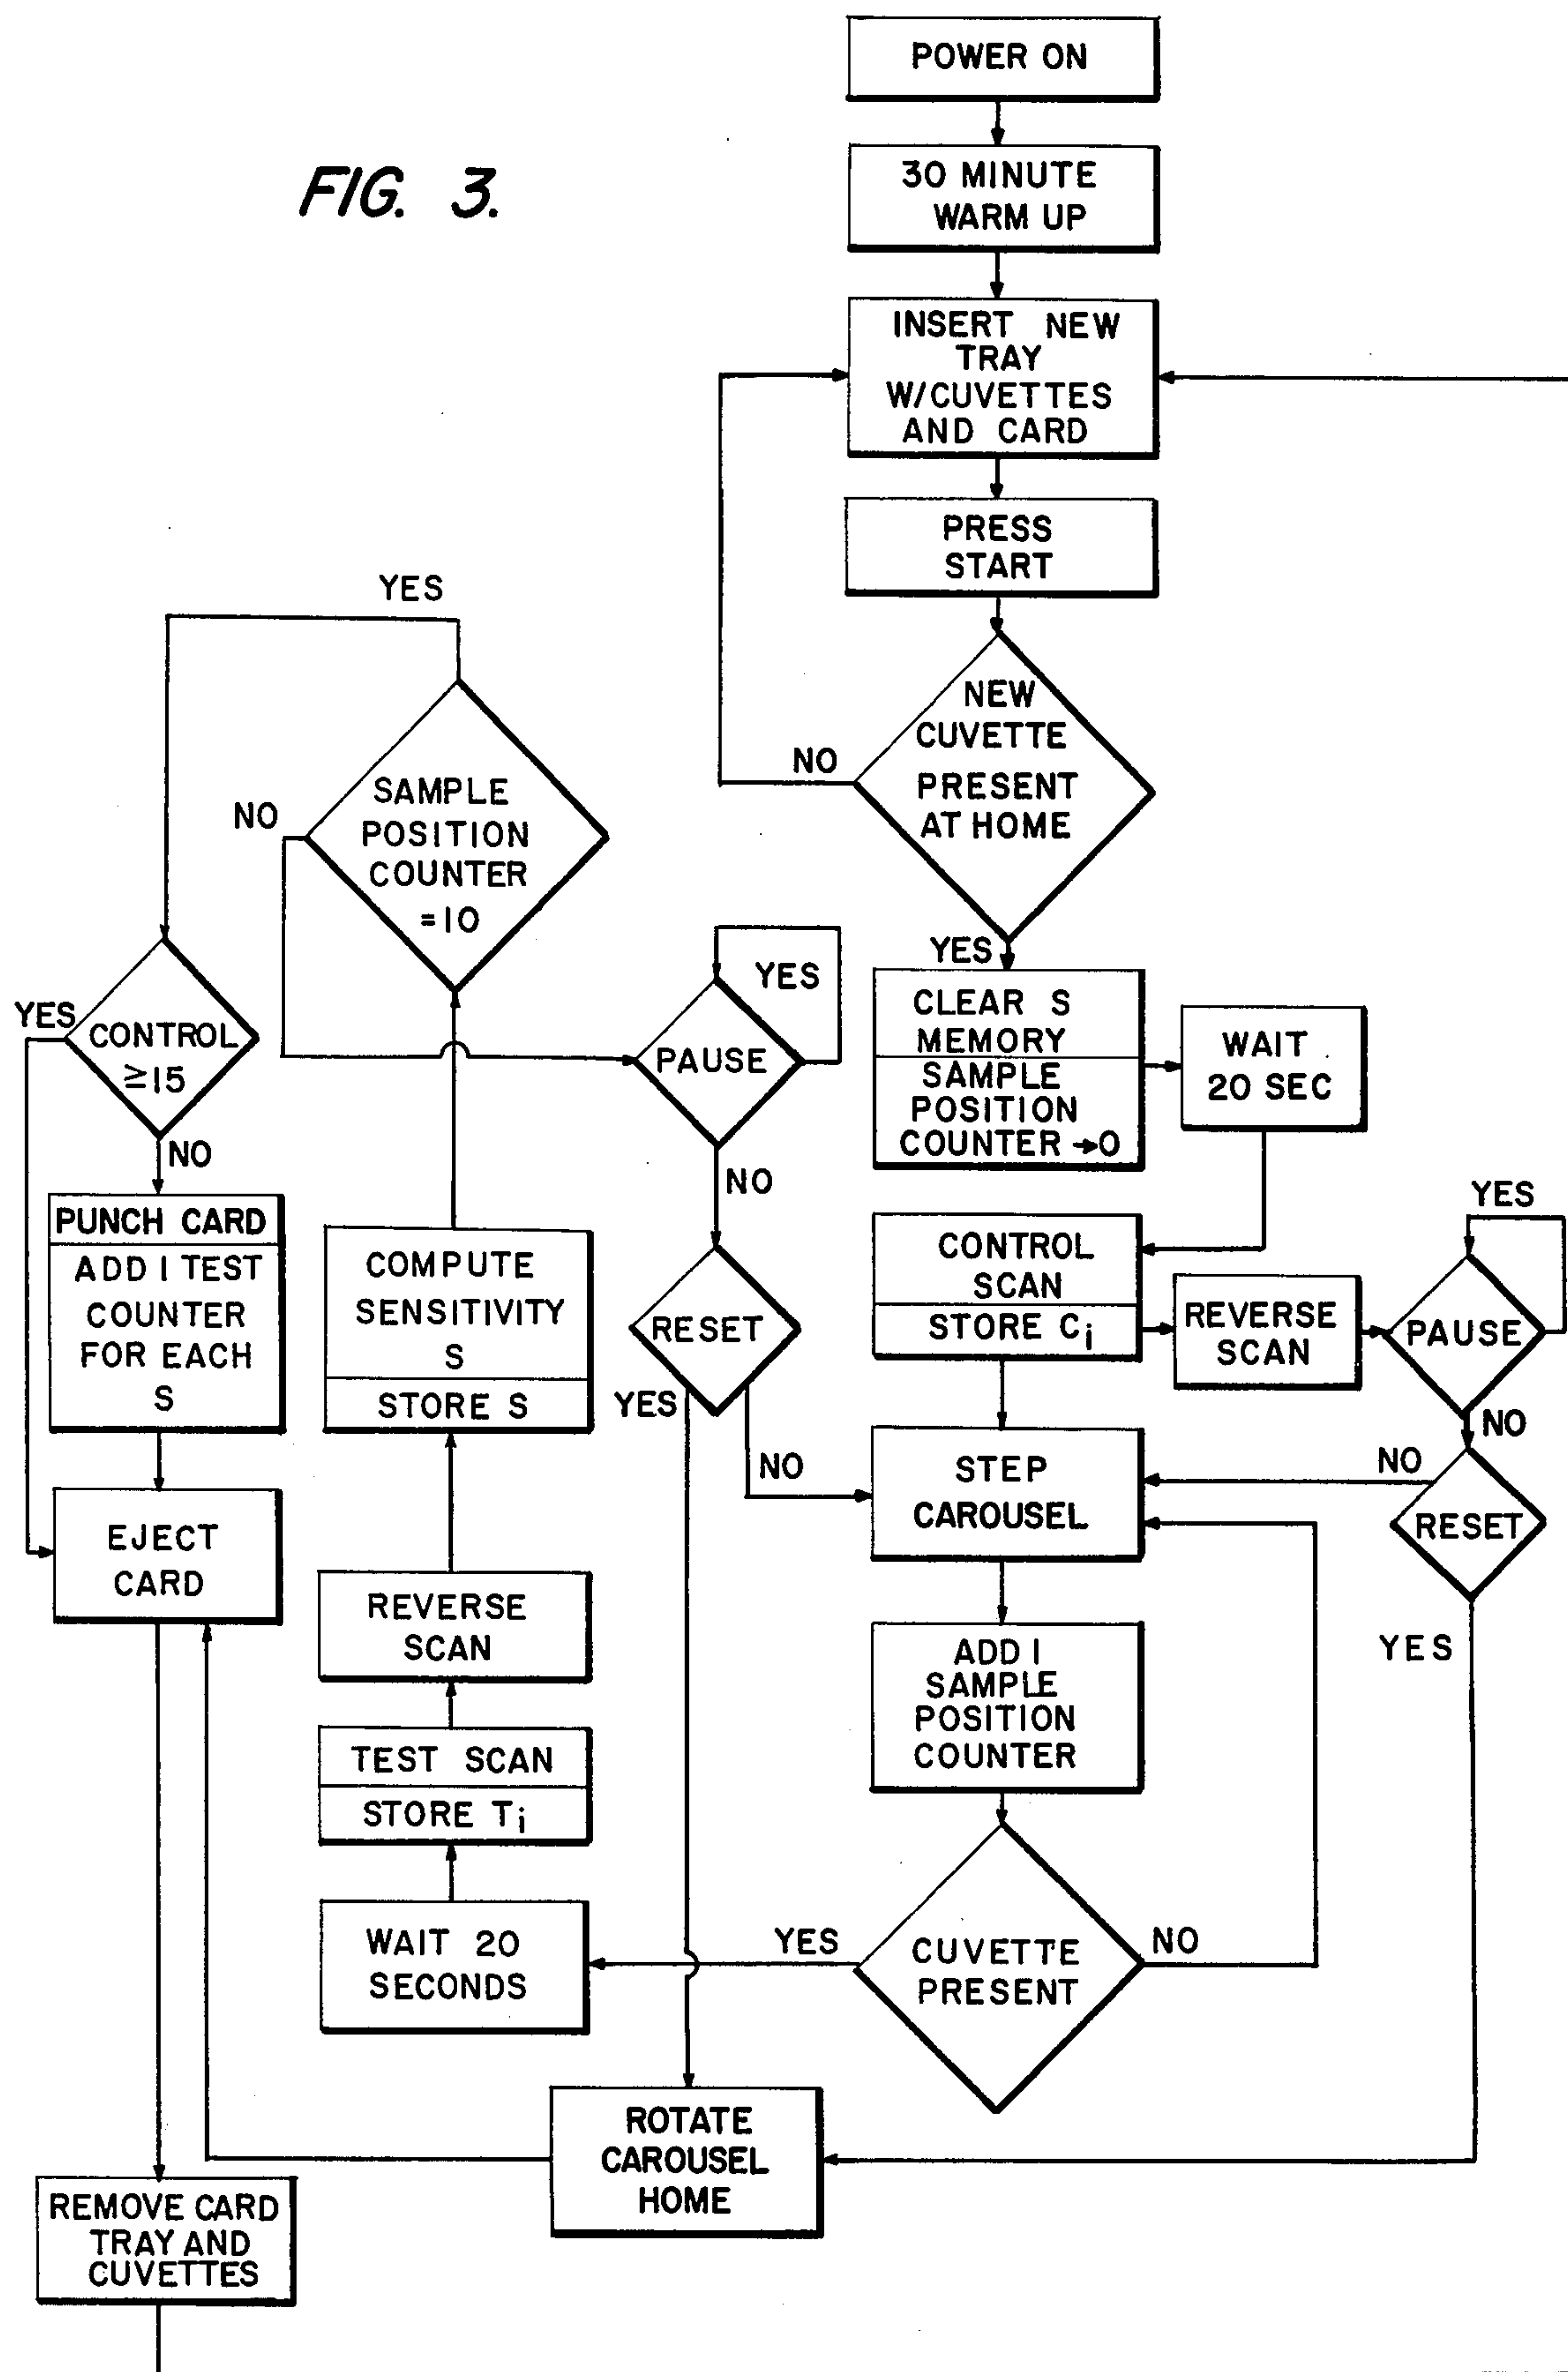 FIG. 3.
POWER ON
30 MINUTE
WARM UP
INSERT NEW
TRAY
W/CUVETTES
AND CARD
PRESS
START
NEW
CUVETTE
PRESENT
AT HOME
NO
YES
CLEAR S
MEMORY
SAMPLE
POSITION
COUNTER →0
WAIT
20 SEC
CONTROL
SCAN
STORE Ci
REVERSE
SCAN
PAUSE
YES
NO
RESET
NO
YES
STEP
CAROUSEL
ADD 1
SAMPLE
POSITION
COUNTER
CUVETTE
PRESENT
NO
YES
WAIT 20
SECONDS
TEST SCAN
STORE Ti
REVERSE
SCAN
COMPUTE
SENSITIVITY
S
STORE S
SAMPLE
POSITION
COUNTER
=10
YES
NO
PAUSE
YES
NO
RESET
YES
NO
CONTROL
≥15
YES
NO
PUNCH CARD
ADD 1 TEST
COUNTER
FOR EACH
S
EJECT
CARD
ROTATE
CAROUSEL
HOME
REMOVE CARD
TRAY AND
CUVETTES